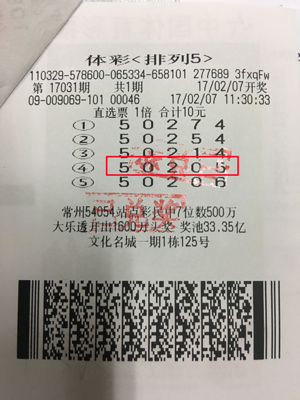 体彩<排列5>
110329-578600-065334-658101 277689 3fxqFw
第 17031期 共1期 17/02/07开奖
09-009069-101 00046 17/02/07 11:30:33
直选票 1倍 合计10元
① 5 0 2 7 4
② 5 0 2 5 4
③ 5 0 2 1 4
④ 5 0 2 0 5
⑤ 5 0 2 0 6
已兑奖
常州54054站点彩民中7位数500万
大乐透开出1600万头奖 奖池33.35亿
文化名城一期1栋125号